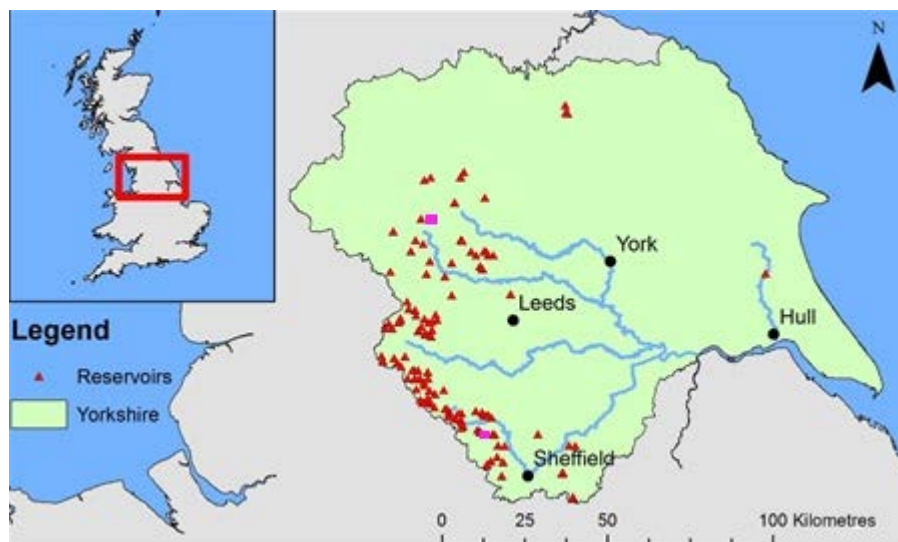 N
York
Leeds
Hull
Legend
Reservoirs
Yorkshire
Sheffield
0 25 50 100 Kilometres